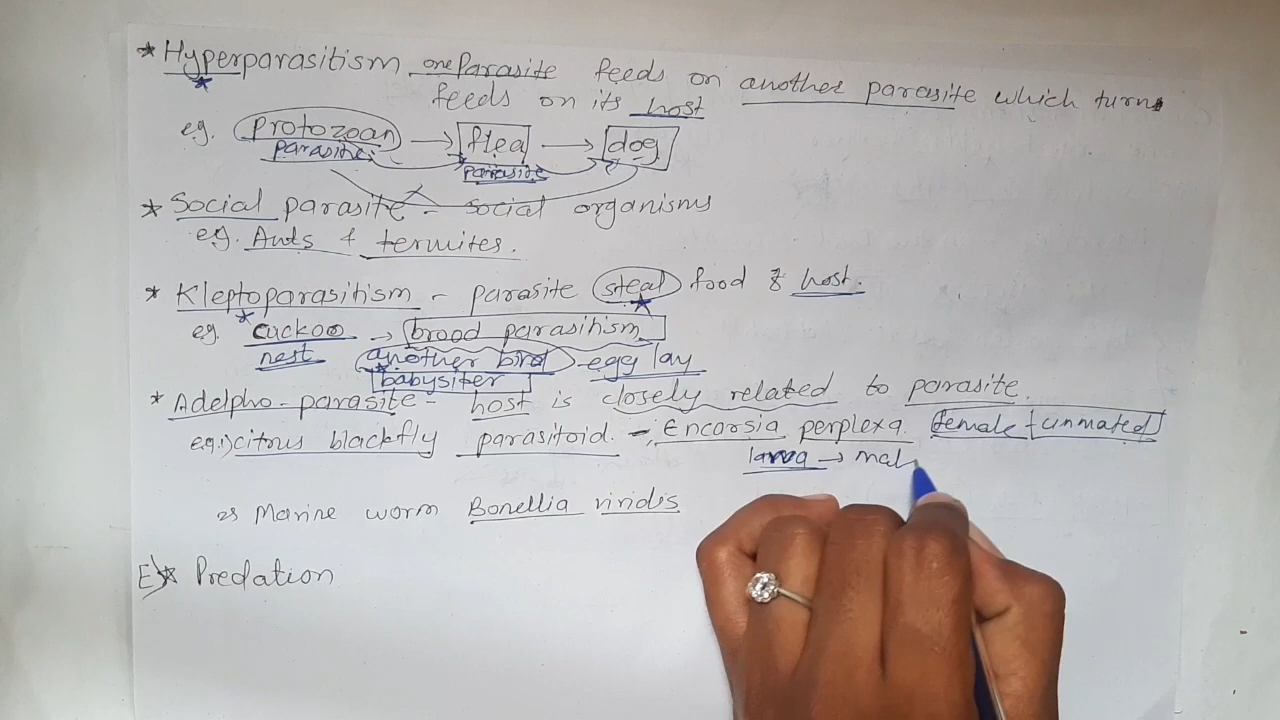 * Hyperparasitism one Parasite feeds on another parasite which turns
feeds on its host
eg. protozoan → flea → dog
parasite parasite
* Social parasite - social organisms
eg. Ants & termites.
* Kleptoparasitism - parasite steal food & host.
eg. cuckoo → brood parasitism
nest another bird - egg lay
babysiter
* Adelpho-parasite - host is closely related to parasite.
eg. 1) citrus blackfly parasitoid. - Encarsia perplexa. female unmated
larva → mal
2) Marine worm Bonellia viridis
E) * Predation